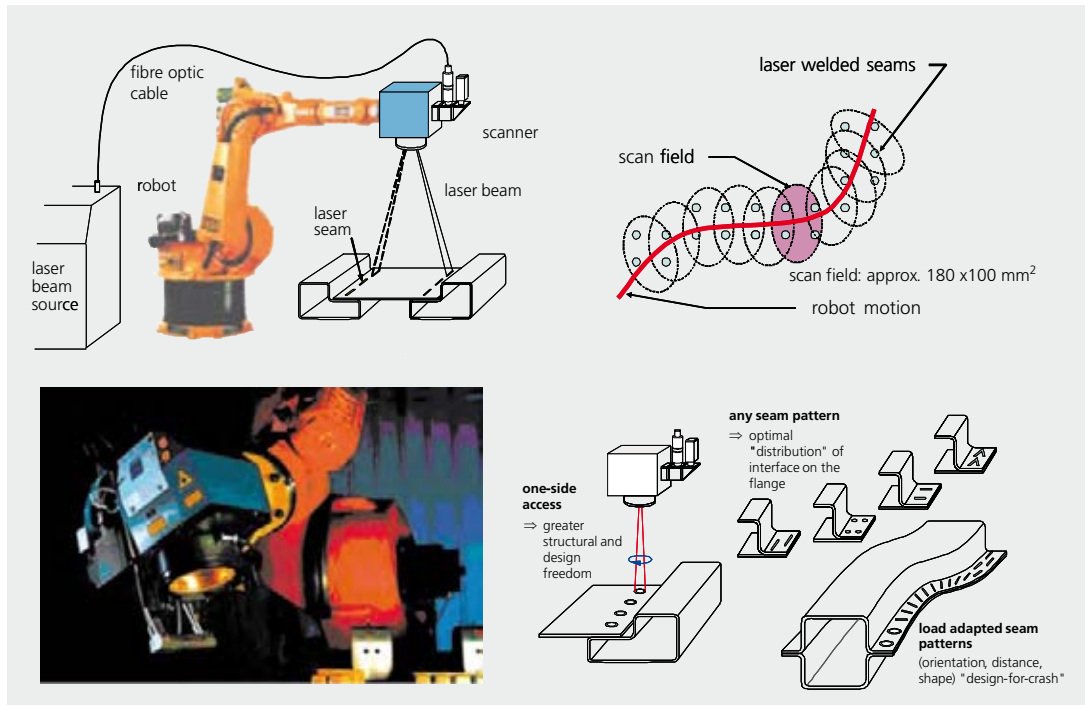 fibre optic
cable
robot
laser
beam
source
scanner
laser beam
laser
seam
laser welded seams
scan field
scan field: approx. 180 x100 mm²
robot motion
one-side
access
⇒ greater
structural and
design
freedom
any seam pattern
⇒ optimal
"distribution" of
interface on the
flange
load adapted seam
patterns
(orientation, distance,
shape) "design-for-crash"